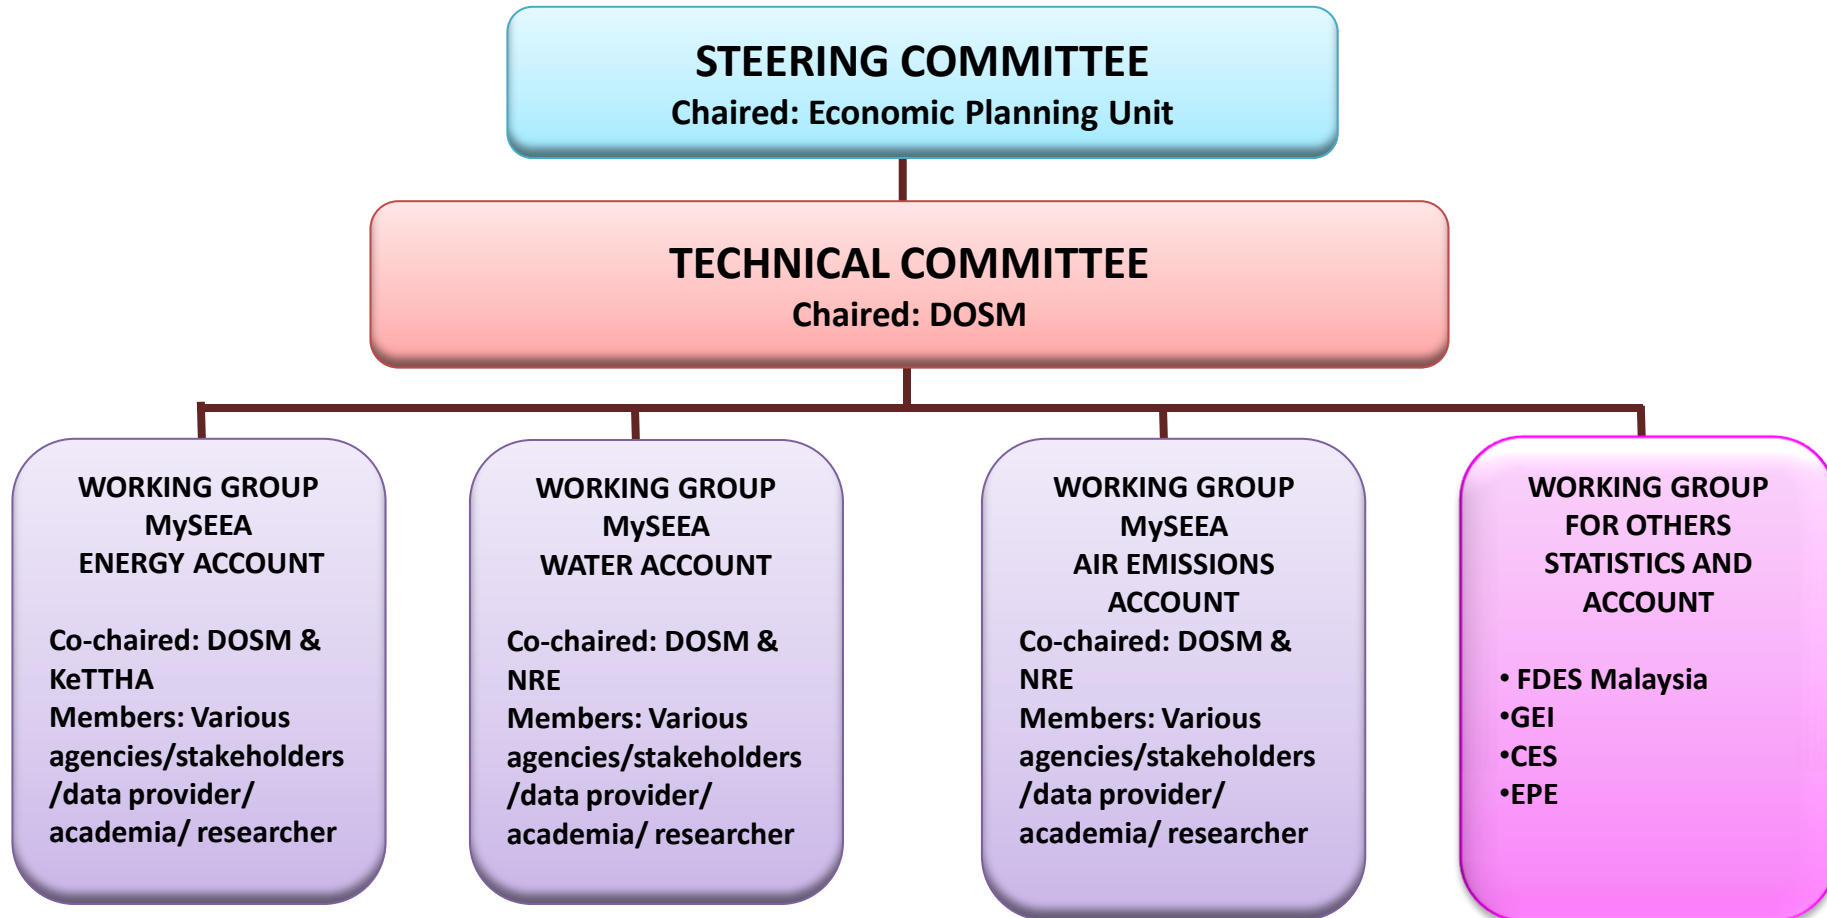 STEERING COMMITTEE
Chaired: Economic Planning Unit
TECHNICAL COMMITTEE
Chaired: DOSM
WORKING GROUP
MySEEA
ENERGY ACCOUNT
Co-chaired: DOSM &
KeTTHA
Members: Various
agencies/stakeholders
/data provider/
academia/ researcher
WORKING GROUP
MySEEA
WATER ACCOUNT
Co-chaired: DOSM &
NRE
Members: Various
agencies/stakeholders
/data provider/
academia/ researcher
WORKING GROUP
MySEEA
AIR EMISSIONS
ACCOUNT
Co-chaired: DOSM &
NRE
Members: Various
agencies/stakeholders
/data provider/
academia/ researcher
WORKING GROUP
FOR OTHERS
STATISTICS AND
ACCOUNT
• FDES Malaysia
•GEI
•CES
•EPE